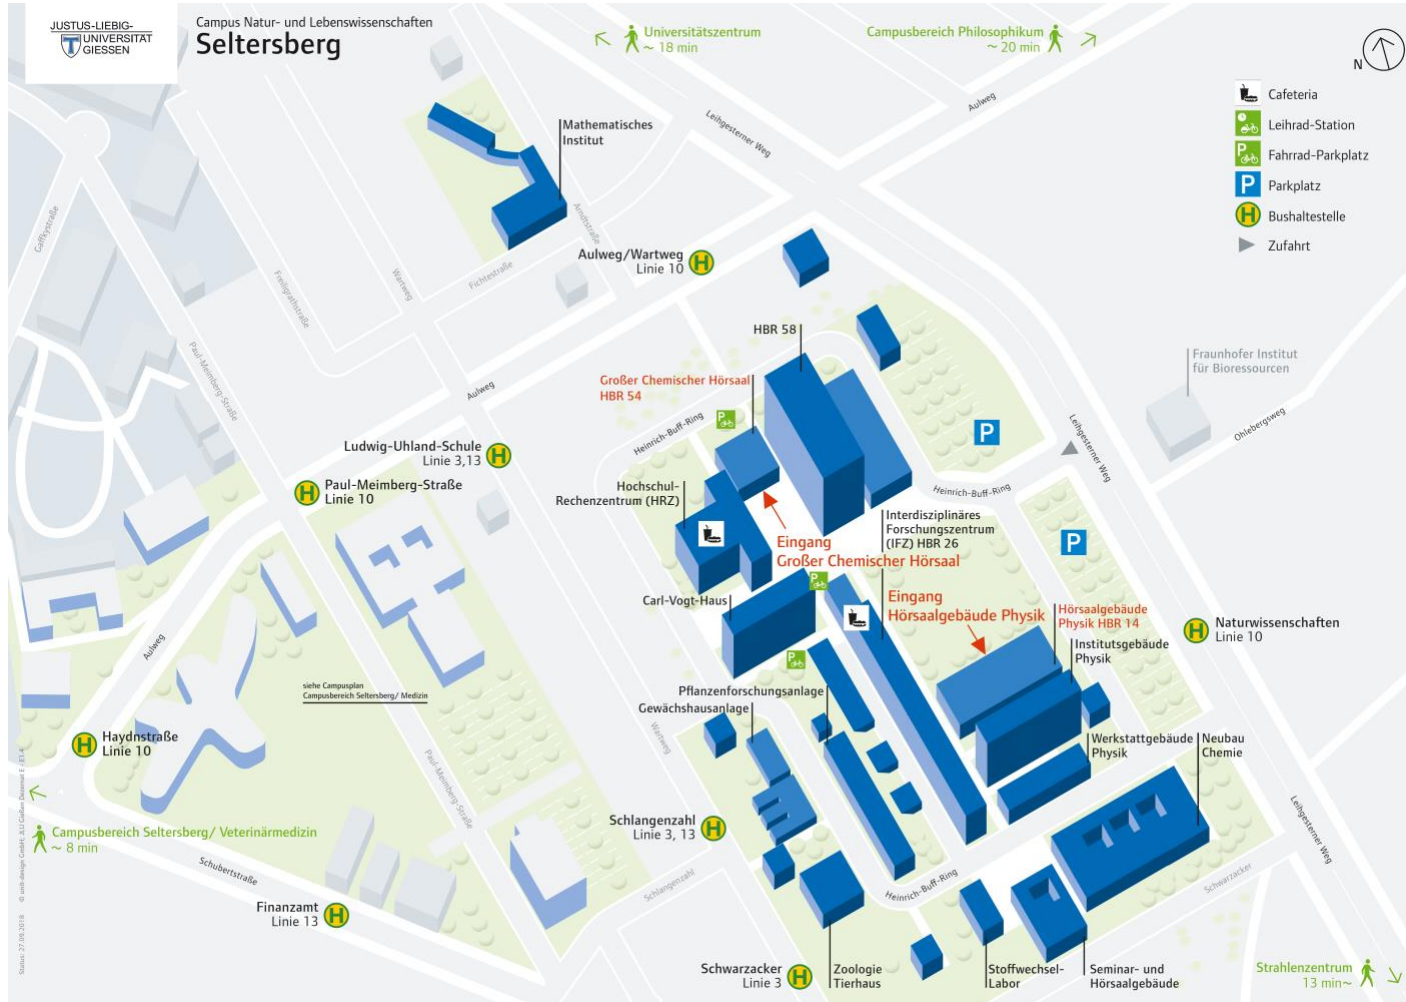 JUSTUS-LIEBIG-
UNIVERSITÄT
GIESSEN
Campus Natur- und Lebenswissenschaften
Seltersberg
Universitätszentrum
~ 18 min
Campusbereich Philosophikum
~ 20 min
N
Cafeteria
Leihrad-Station
Fahrrad-Parkplatz
P
Parkplatz
H
Bushaltestelle
Zufahrt
Mathematisches
Institut
Leihgesterner Weg
Aulweg
Gaffkystraße
Arndtstraße
Aulweg/Wartweg
Linie 10
H
Fichtestraße
Wartweg
Freiligrathstraße
Paul-Meimberg-Straße
HBR 58
Großer Chemischer Hörsaal
HBR 54
Fraunhofer Institut
für Bioressourcen
Ohlebergsweg
Leihgesterner Weg
Aulweg
Heinrich-Buff-Ring
P
P
Ludwig-Uhland-Schule
Linie 3,13
H
H
Paul-Meimberg-Straße
Linie 10
Hochschul-
Rechenzentrum (HRZ)
Heinrich-Buff-Ring
Interdisziplinäres
Forschungszentrum
(IFZ) HBR 26
Eingang
Großer Chemischer Hörsaal
P
P
Carl-Vogt-Haus
Eingang
Hörsaalgebäude Physik
Hörsaalgebäude
Physik HBR 14
Institutsgebäude
Physik
H
Naturwissenschaften
Linie 10
Aulweg
siehe Campusplan
Campusbereich Seltersberg/ Medizin
P
Pflanzenforschungsanlage
Gewächshausanlage
Wartweg
H
Haydnstraße
Linie 10
Paul-Meimberg-Straße
Werkstattgebäude
Physik
Neubau
Chemie
Leihgesterner Weg
Schlangenzahl
Linie 3, 13
H
Campusbereich Seltersberg/ Veterinärmedizin
~ 8 min
Schubertstraße
Schlangenzahl
Heinrich-Buff-Ring
Schwarzacker
Finanzamt
Linie 13
H
Schwarzacker
Linie 3
H
Zoologie
Tierhaus
Stoffwechsel-
Labor
Seminar- und
Hörsaalgebäude
Strahlenzentrum
13 min~
Status: 27.09.2018